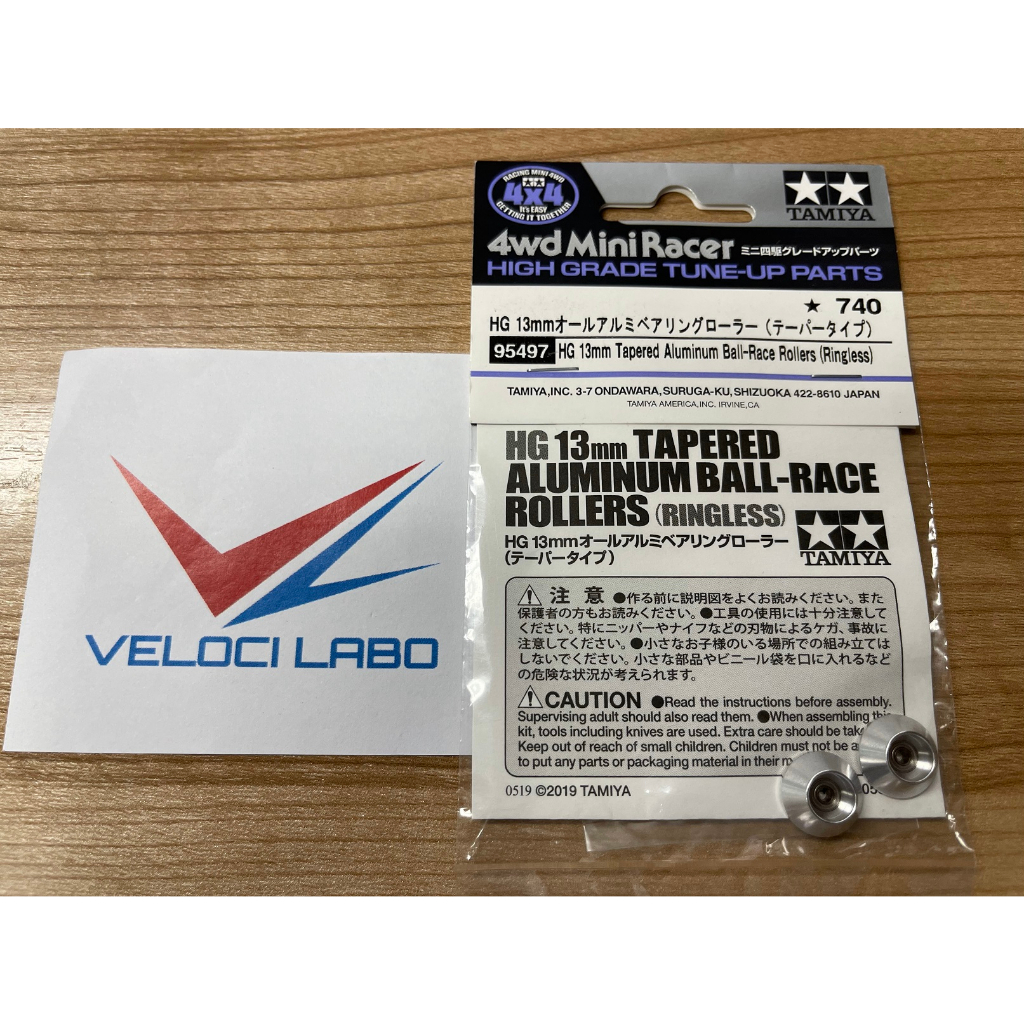 VELOCI LABO
RACING MINI 4WD
4x4
It's EASY
GETTING IT TOGETHER
TAMIYA
4wd Mini Racer ミニ四駆グレードアップパーツ
HIGH GRADE TUNE-UP PARTS
★ 740
HG 13mmオールアルミベアリングローラー（テーパータイプ）
95497 HG 13mm Tapered Aluminum Ball-Race Rollers (Ringless)
TAMIYA,INC. 3-7 ONDAWARA,SURUGA-KU,SHIZUOKA 422-8610 JAPAN
TAMIYA AMERICA,INC. IRVINE,CA
HG 13mm TAPERED
ALUMINUM BALL-RACE
ROLLERS (RINGLESS)
HG 13mmオールアルミベアリングローラー
（テーパータイプ）
TAMIYA
注意 ●作る前に説明図をよくお読みください。また
保護者の方もお読みください。●工具の使用には十分注意して
ください。特にニッパーやナイフなどの刃物によるケガ、事故に
注意してください。●小さなお子様のいる場所での組み立ては
しないでください。小さな部品やビニール袋を口に入れるなど
の危険な状況が考えられます。
CAUTION ●Read the instructions before assembly.
Supervising adult should also read them. ●When assembling this
kit, tools including knives are used. Extra care should be
Keep out of reach of small children. Children must not be
to put any parts or packaging material in their
0519 ©2019 TAMIYA